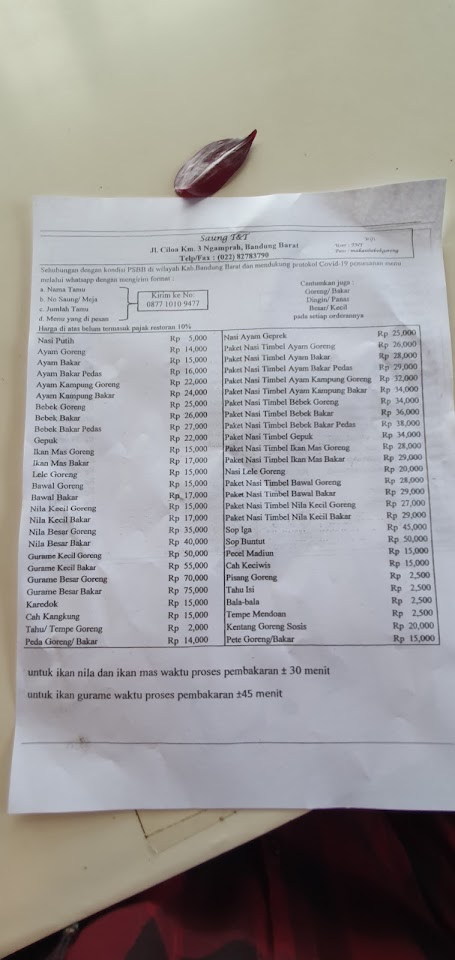 Saung T&T
Jl. Ciloa Km. 3 Ngamprah, Bandung Barat
Telp/Fax : (022) 82783790
Wifi
User : TNT
Pass :
Sehubungan dengan kondisi PSBB di wilayah Kab.Bandung Barat dan mendukung protokol Covid-19 pemesanan menu
melalui whatsapp dengan mengirim format :
a. Nama Tamu
b. No Saung/ Meja
c. Jumlah Tamu
d. Menu yang di pesan
Kirim ke No:
0877 1010 9477
Cantumkan juga :
Goreng/ Bakar
Dingin/ Panas
Besar/ Kecil
pada setiap orderannya
Harga di atas belum termasuk pajak restoran 10%
Nasi Putih Rp 5,000
Ayam Goreng Rp 14,000
Ayam Bakar Rp 15,000
Ayam Bakar Pedas Rp 16,000
Ayam Kampung Goreng Rp 22,000
Ayam Kampung Bakar Rp 24,000
Bebek Goreng Rp 25,000
Bebek Bakar Rp 26,000
Bebek Bakar Pedas Rp 27,000
Gepuk Rp 22,000
Ikan Mas Goreng Rp 15,000
Ikan Mas Bakar Rp 17,000
Lele Goreng Rp 15,000
Bawal Goreng Rp 15,000
Bawal Bakar Rp 17,000
Nila Kecil Goreng Rp 15,000
Nila Kecil Bakar Rp 17,000
Nila Besar Goreng Rp 35,000
Nila Besar Bakar Rp 40,000
Gurame Kecil Goreng Rp 50,000
Gurame Kecil Bakar Rp 55,000
Gurame Besar Goreng Rp 70,000
Gurame Besar Bakar Rp 75,000
Karedok Rp 15,000
Cah Kangkung Rp 15,000
Tahu/ Tempe Goreng Rp 2,000
Peda Goreng/ Bakar Rp 14,000
Nasi Ayam Geprek Rp 25,000
Paket Nasi Timbel Ayam Goreng Rp 26,000
Paket Nasi Timbel Ayam Bakar Rp 28,000
Paket Nasi Timbel Ayam Bakar Pedas Rp 29,000
Paket Nasi Timbel Ayam Kampung Goreng Rp 32,000
Paket Nasi Timbel Ayam Kampung Bakar Rp 34,000
Paket Nasi Timbel Bebek Goreng Rp 34,000
Paket Nasi Timbel Bebek Bakar Rp 36,000
Paket Nasi Timbel Bebek Bakar Pedas Rp 38,000
Paket Nasi Timbel Gepuk Rp 34,000
Paket Nasi Timbel Ikan Mas Goreng Rp 28,000
Paket Nasi Timbel Ikan Mas Bakar Rp 29,000
Nasi Lele Goreng Rp 20,000
Paket Nasi Timbel Bawal Goreng Rp 28,000
Paket Nasi Timbel Bawal Bakar Rp 29,000
Paket Nasi Timbel Nila Kecil Goreng Rp 27,000
Paket Nasi Timbel Nila Kecil Bakar Rp 29,000
Sop Iga Rp 45,000
Sop Buntut Rp 50,000
Pecel Madiun Rp 15,000
Cah Keciwis Rp 15,000
Pisang Goreng Rp 2,500
Tahu Isi Rp 2,500
Bala-bala Rp 2,500
Tempe Mendoan Rp 2,500
Kentang Goreng Sosis Rp 20,000
Pete Goreng/Bakar Rp 15,000
untuk ikan nila dan ikan mas waktu proses pembakaran ± 30 menit
untuk ikan gurame waktu proses pembakaran ±45 menit